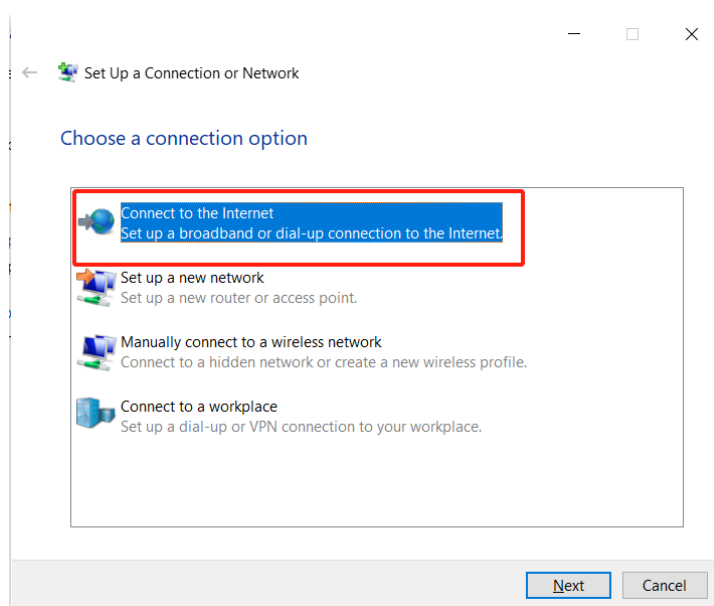 Set Up a Connection or Network
Choose a connection option
Connect to the Internet
Set up a broadband or dial-up connection to the Internet.
Set up a new network
Set up a new router or access point.
Manually connect to a wireless network
Connect to a hidden network or create a new wireless profile.
Connect to a workplace
Set up a dial-up or VPN connection to your workplace.
Next
Cancel